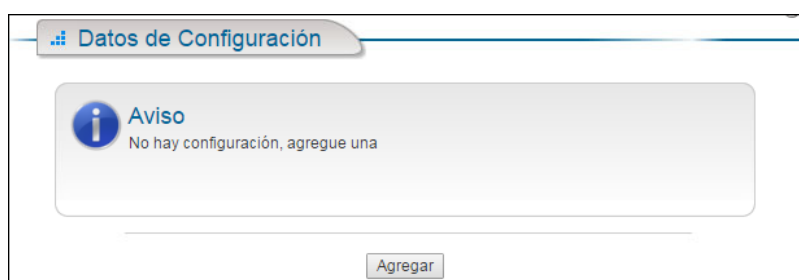 Datos de Configuración
Aviso
No hay configuración, agregue una
Agregar